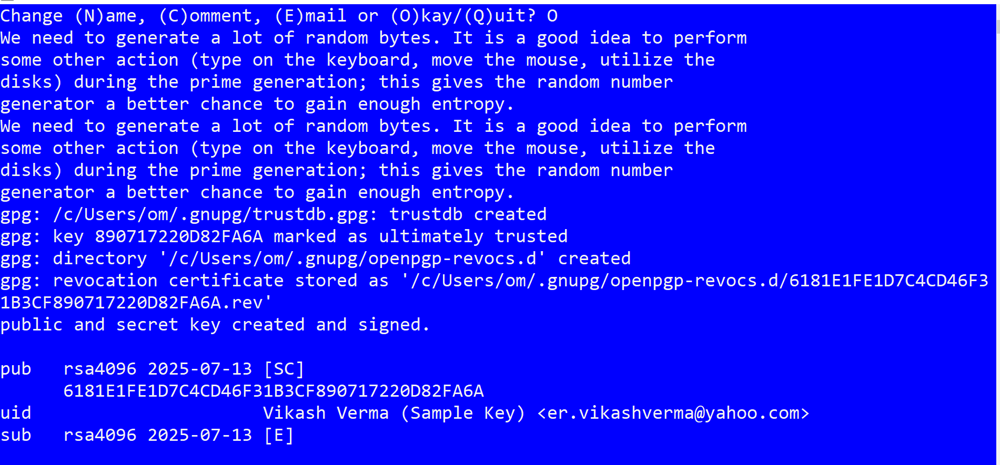 Change (N)ame, (C)omment, (E)mail or (O)kay/(Q)uit? O
We need to generate a lot of random bytes. It is a good idea to perform
some other action (type on the keyboard, move the mouse, utilize the
disks) during the prime generation; this gives the random number
generator a better chance to gain enough entropy.
We need to generate a lot of random bytes. It is a good idea to perform
some other action (type on the keyboard, move the mouse, utilize the
disks) during the prime generation; this gives the random number
generator a better chance to gain enough entropy.
gpg: /c/Users/om/.gnupg/trustdb.gpg: trustdb created
gpg: key 890717220D82FA6A marked as ultimately trusted
gpg: directory '/c/Users/om/.gnupg/openpgp-revocs.d' created
gpg: revocation certificate stored as '/c/Users/om/.gnupg/openpgp-revocs.d/6181E1FE1D7C4CD46F3
1B3CF890717220D82FA6A.rev'
public and secret key created and signed.

pub   rsa4096 2025-07-13 [SC]
      6181E1FE1D7C4CD46F31B3CF890717220D82FA6A
uid                      Vikash Verma (Sample Key) <er.vikashverma@yahoo.com>
sub   rsa4096 2025-07-13 [E]